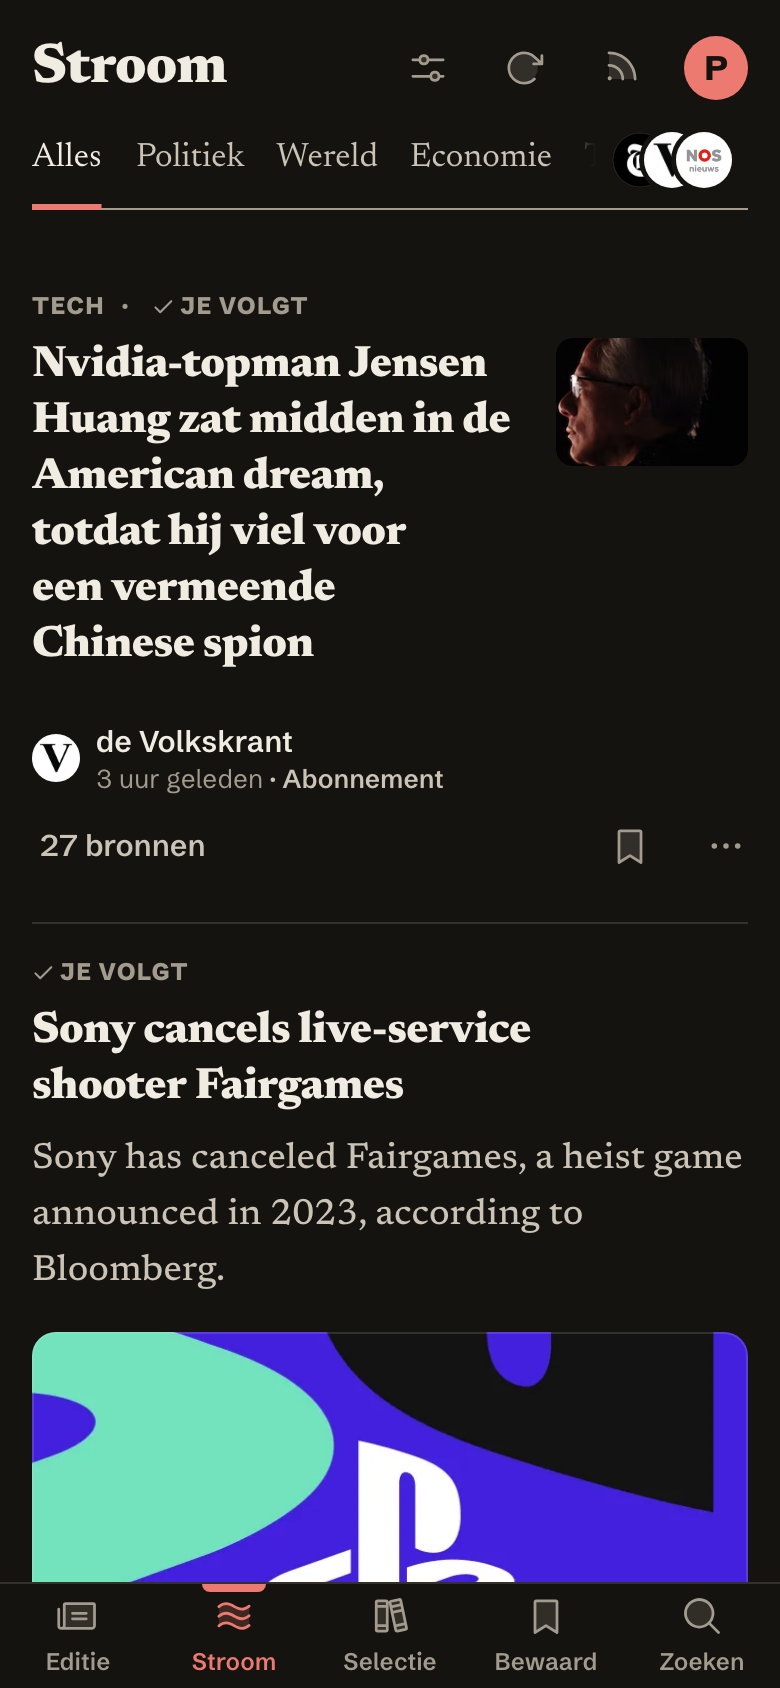 Stroom
P
Alles Politiek Wereld Economie
NOS
nieuws
TECH · JE VOLGT
Nvidia-topman Jensen
Huang zat midden in de
American dream,
totdat hij viel voor
een vermeende
Chinese spion
V
de Volkskrant
3 uur geleden · Abonnement
27 bronnen
JE VOLGT
Sony cancels live-service
shooter Fairgames
Sony has canceled Fairgames, a heist game
announced in 2023, according to
Bloomberg.
Editie Stroom Selectie Bewaard Zoeken